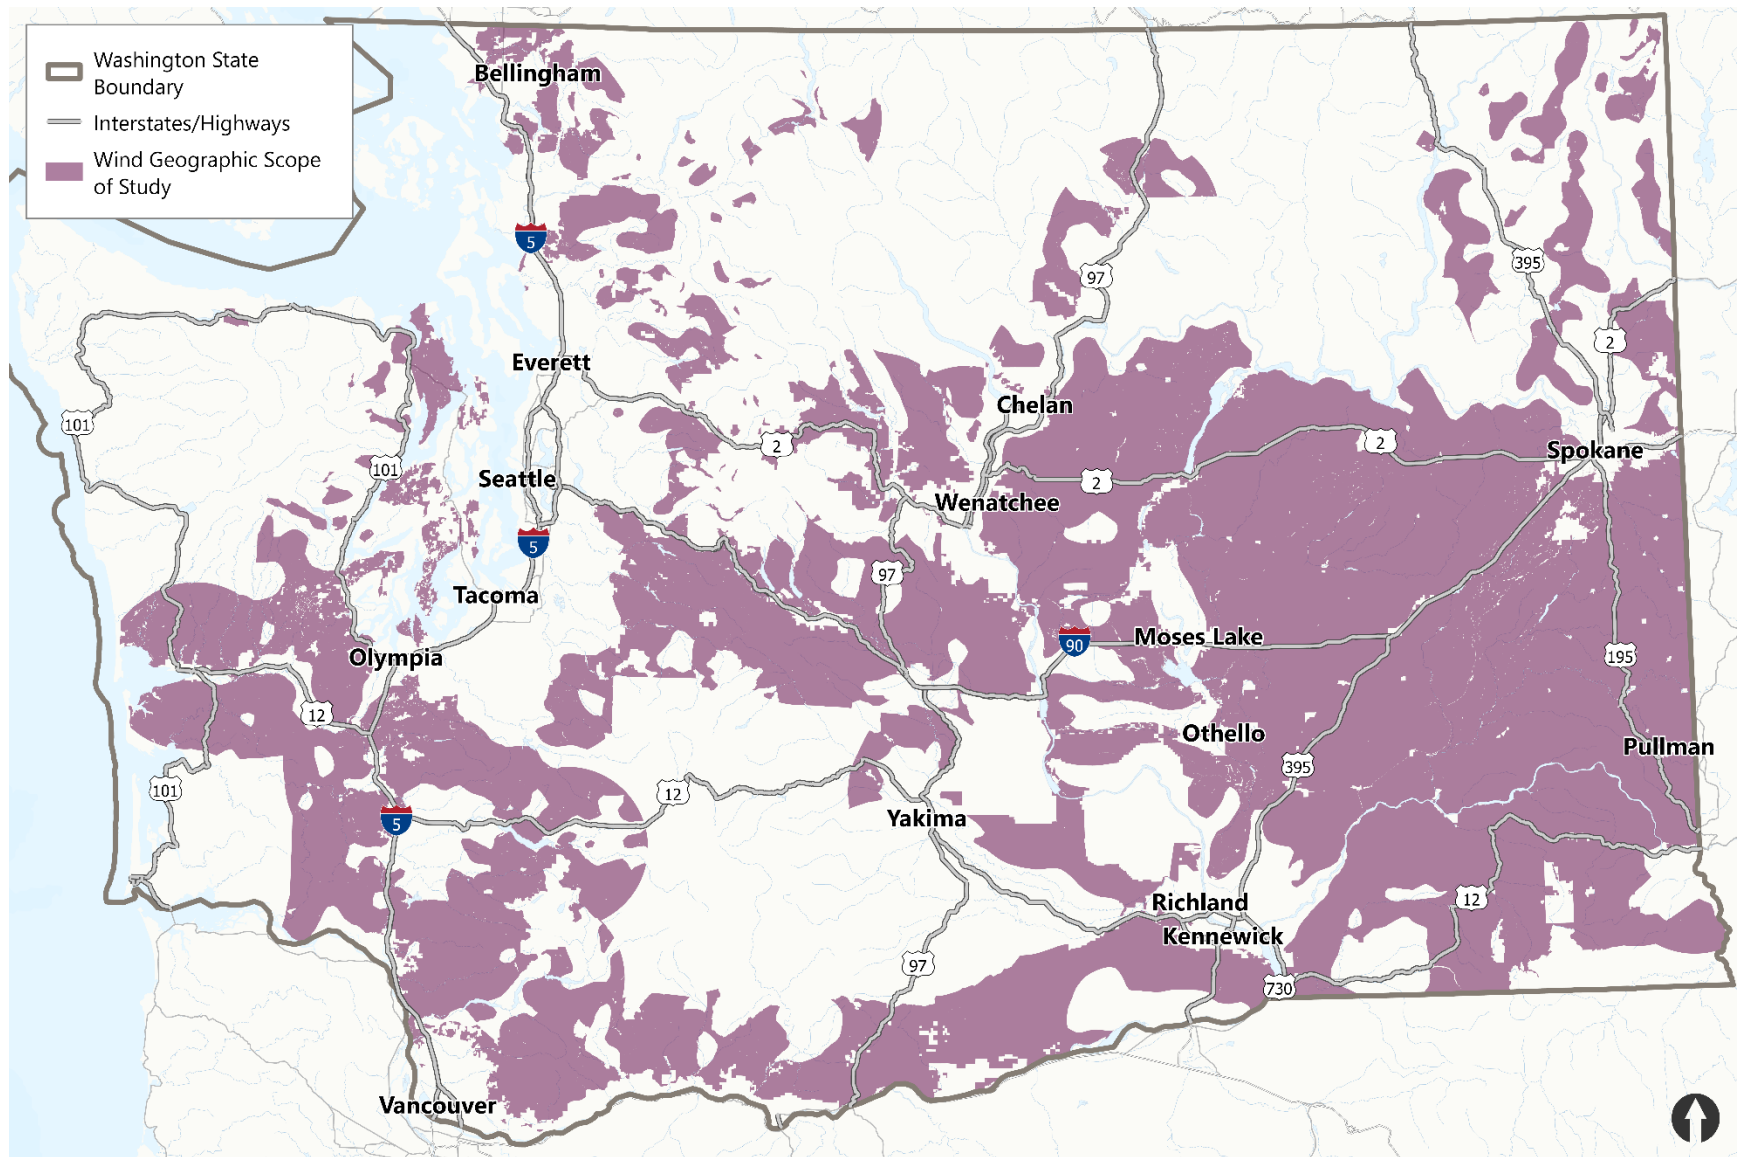 Washington State
Boundary
Interstates/Highways
Wind Geographic Scope
of Study
Bellingham
5
97
395
2
Everett
Chelan
101
101
2
2
2
Spokane
Seattle
Wenatchee
5
97
Tacoma
90
Moses Lake
Olympia
195
12
Othello
Pullman
395
101
12
5
Yakima
Richland
12
Kennewick
97
730
Vancouver